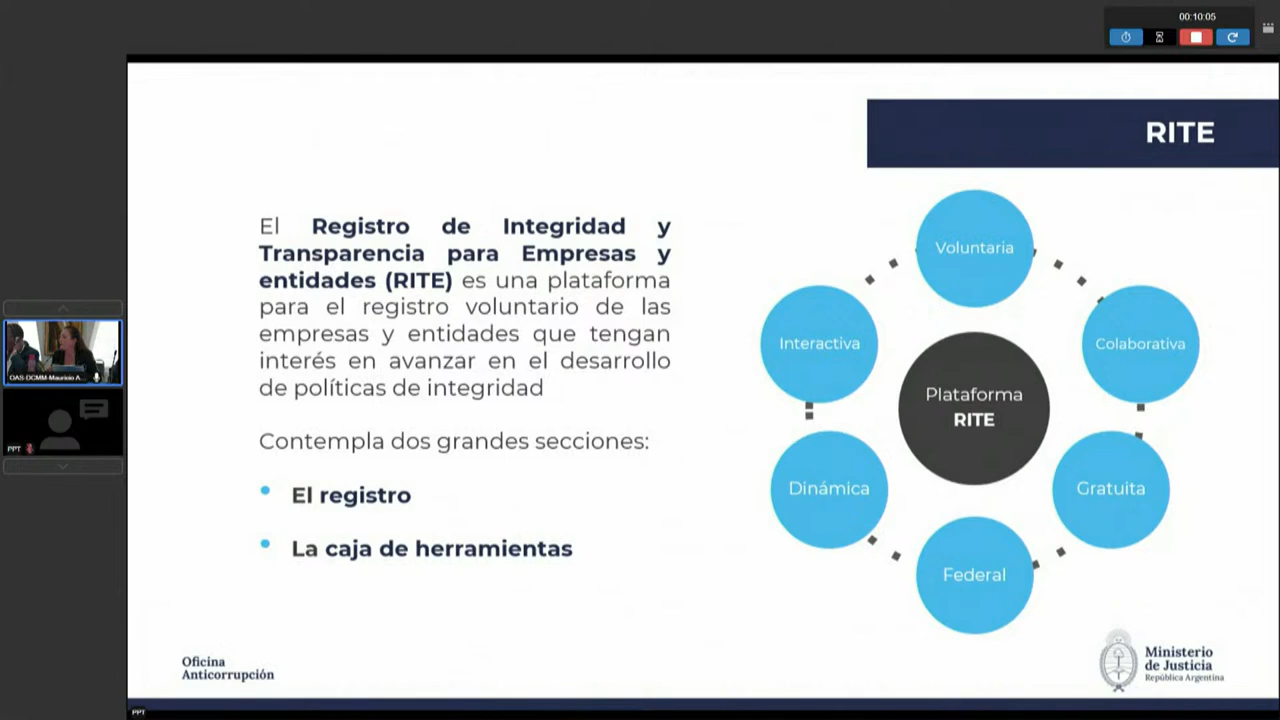 00:10:05
RITE
El Registro de Integridad y
Transparencia para Empresas y
entidades (RITE) es una plataforma
para el registro voluntario de las
empresas y entidades que tengan
interés en avanzar en el desarrollo
de políticas de integridad
Contempla dos grandes secciones:
El registro
La caja de herramientas
Voluntaria
Interactiva
Colaborativa
Plataforma
RITE
Dinámica
Gratuita
Federal
OAS-DCMM-Mauricio A...
PPT
Oficina
Anticorrupción
Ministerio
de Justicia
República Argentina
PPT